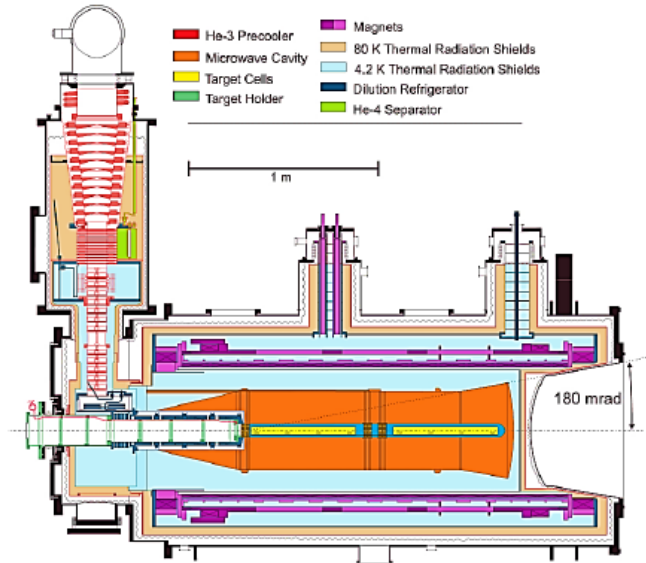 He-3 Precooler
Microwave Cavity
Target Cells
Target Holder
Magnets
80 K Thermal Radiation Shields
4.2 K Thermal Radiation Shields
Dilution Refrigerator
He-4 Separator
1 m
180 mrad